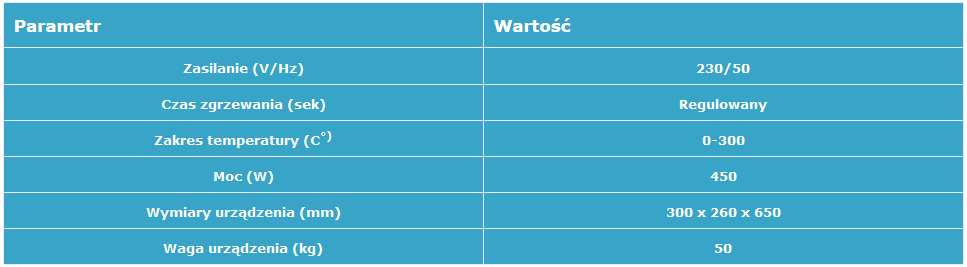 Parametr Wartość
Zasilanie (V/Hz) 230/50
Czas zgrzewania (sek) Regulowany
Zakres temperatury (C°) 0-300
Moc (W) 450
Wymiary urządzenia (mm) 300 x 260 x 650
Waga urządzenia (kg) 50